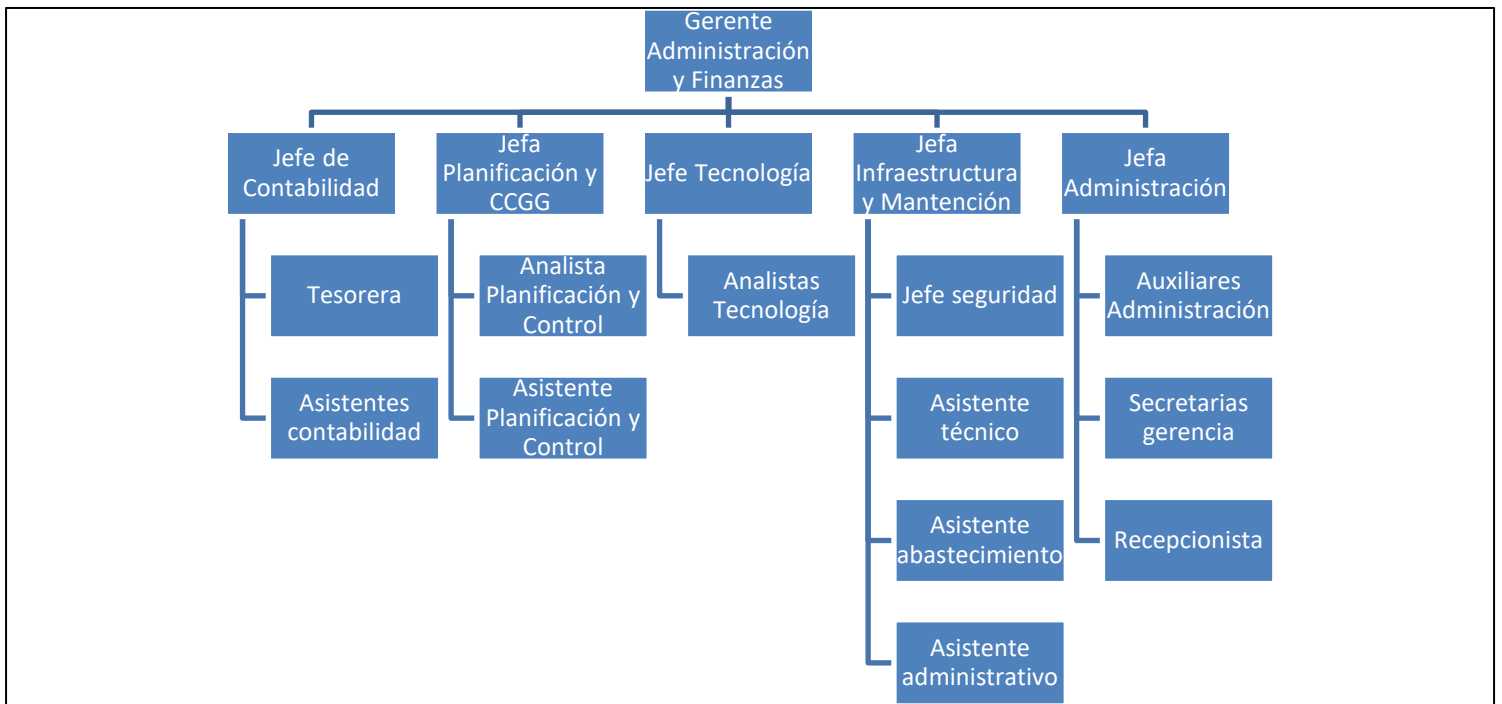 Gerente
Administración
y Finanzas
Jefe de
Contabilidad
Jefa
Planificación y
CCGG
Jefe Tecnología
Jefa
Infraestructura
y Mantención
Jefa
Administración
Tesorera
Asistentes
contabilidad
Analista
Planificación y
Control
Asistente
Planificación y
Control
Analistas
Tecnología
Jefe seguridad
Asistente
técnico
Asistente
abastecimiento
Asistente
administrativo
Auxiliares
Administración
Secretarias
gerencia
Recepcionista